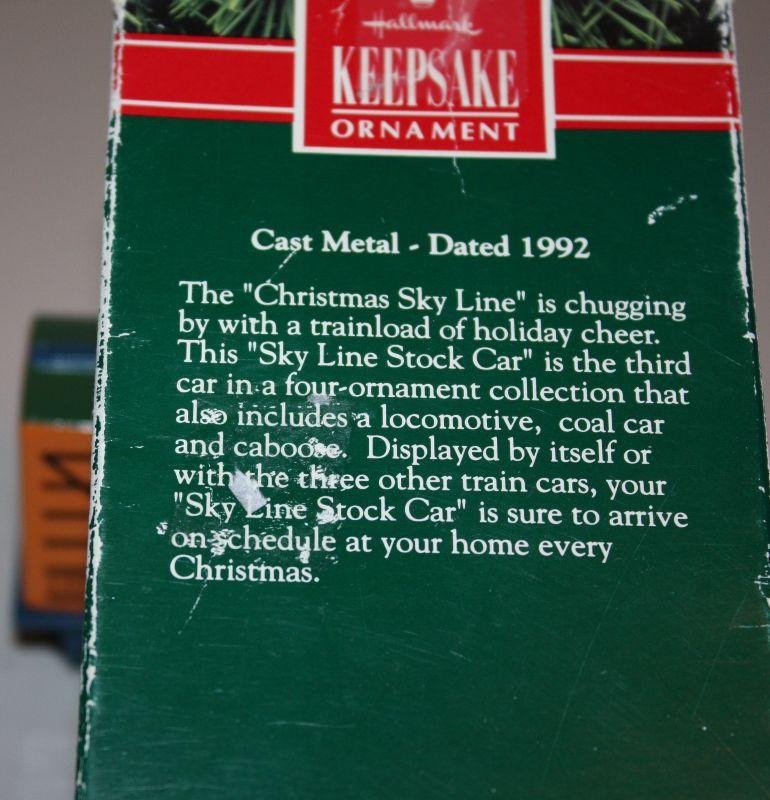 Hallmark
KEEPSAKE
ORNAMENT
Cast Metal - Dated 1992
The "Christmas Sky Line" is chugging
by with a trainload of holiday cheer.
This "Sky Line Stock Car" is the third
car in a four-ornament collection that
also includes a locomotive, coal car
and caboose. Displayed by itself or
with the three other train cars, your
"Sky Line Stock Car" is sure to arrive
on schedule at your home every
Christmas.